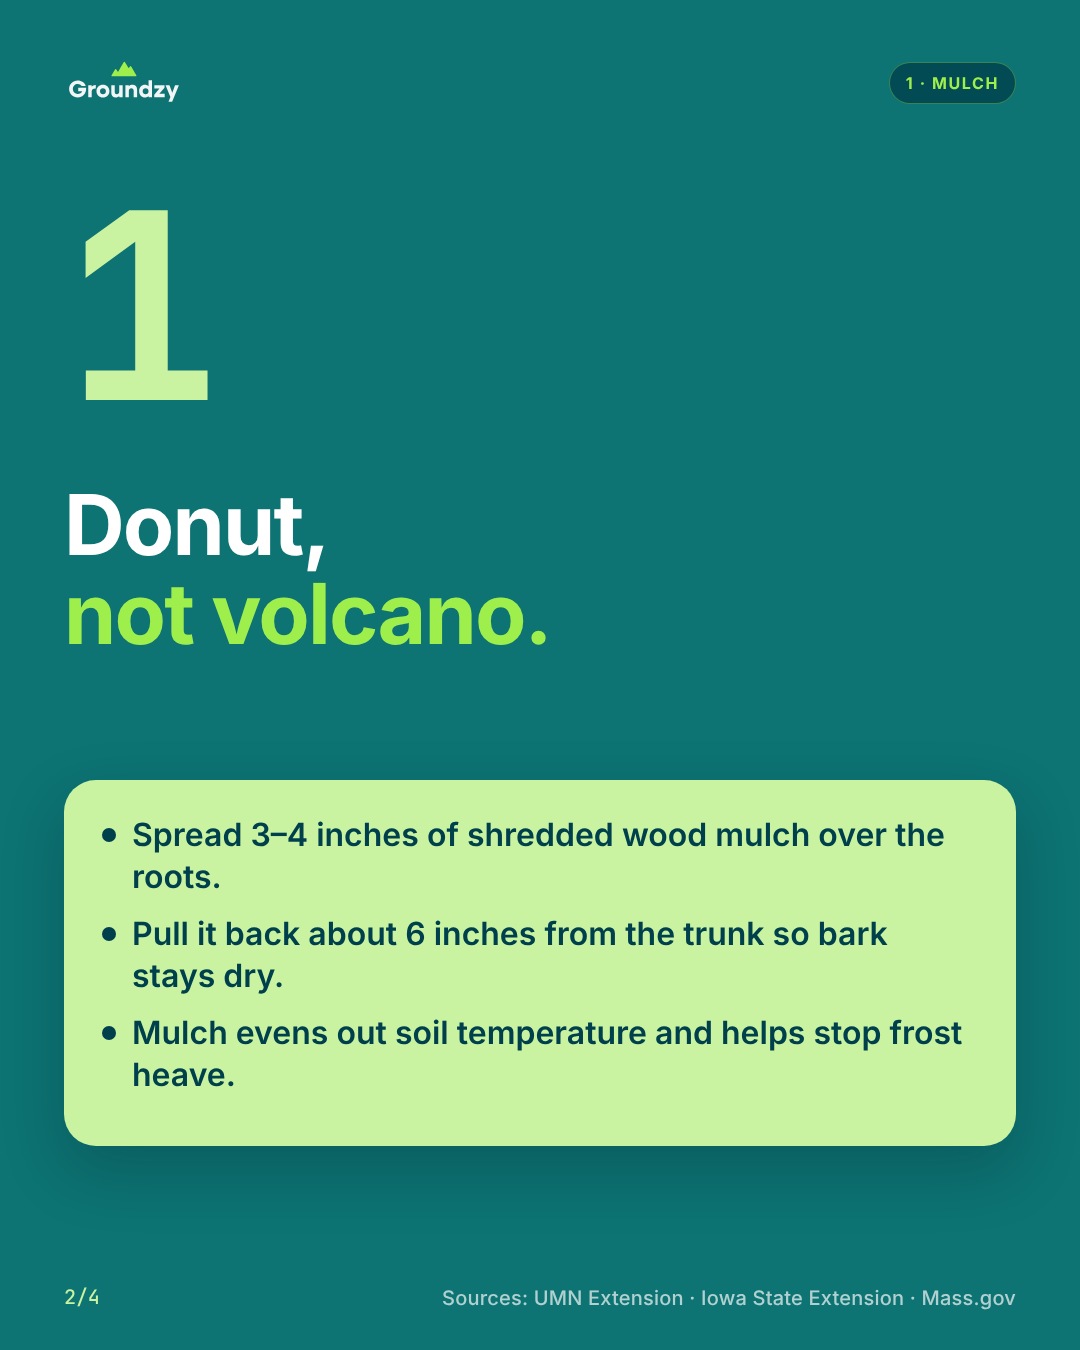 Groundzy
1 · MULCH
1
Donut,
not volcano.
• Spread 3–4 inches of shredded wood mulch over the
roots.
• Pull it back about 6 inches from the trunk so bark
stays dry.
• Mulch evens out soil temperature and helps stop frost
heave.
2/4
Sources: UMN Extension · Iowa State Extension · Mass.gov